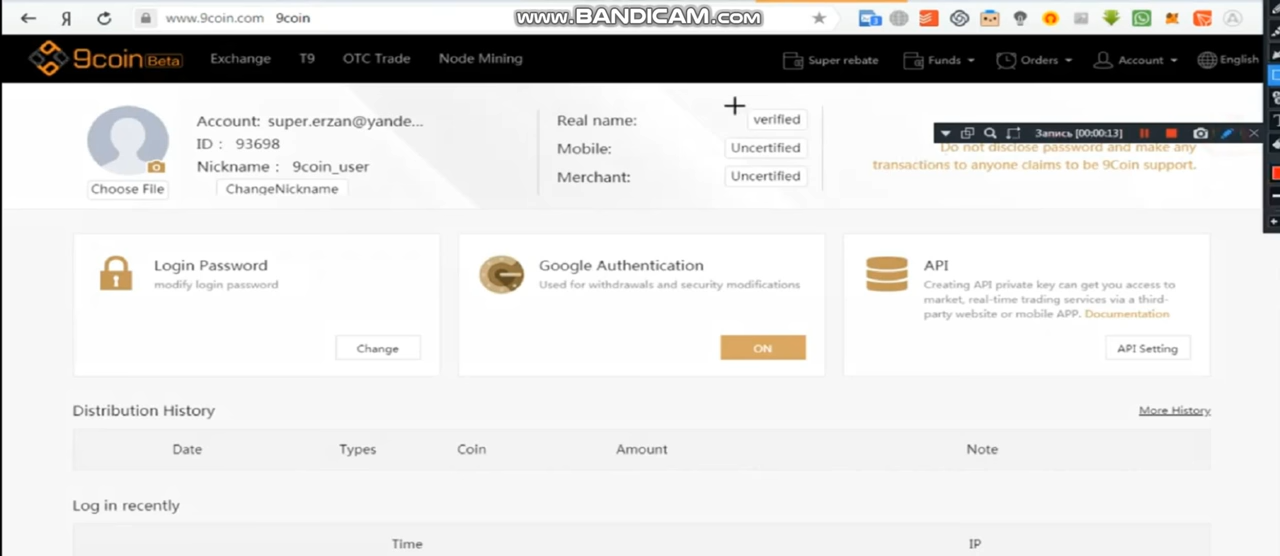 www.9coin.com 9coin
www.BANDICAM.com
9coin Beta
Exchange T9 OTC Trade Node Mining
Super rebate Funds Orders Account English
Account: super.erzan@yande...
ID : 93698
Nickname : 9coin_user
Choose File
ChangeNickname
Real name: verified
Mobile: Uncertified
Merchant: Uncertified
Запись [00:00:13]
Do not disclose password and make any
transactions to anyone claims to be 9Coin support.
Login Password
modify login password
Change
Google Authentication
Used for withdrawals and security modifications
ON
API
Creating API private key can get you access to
market, real-time trading services via a third-
party website or mobile APP. Documentation
API Setting
Distribution History
More History
Date Types Coin Amount Note
Log in recently
Time IP